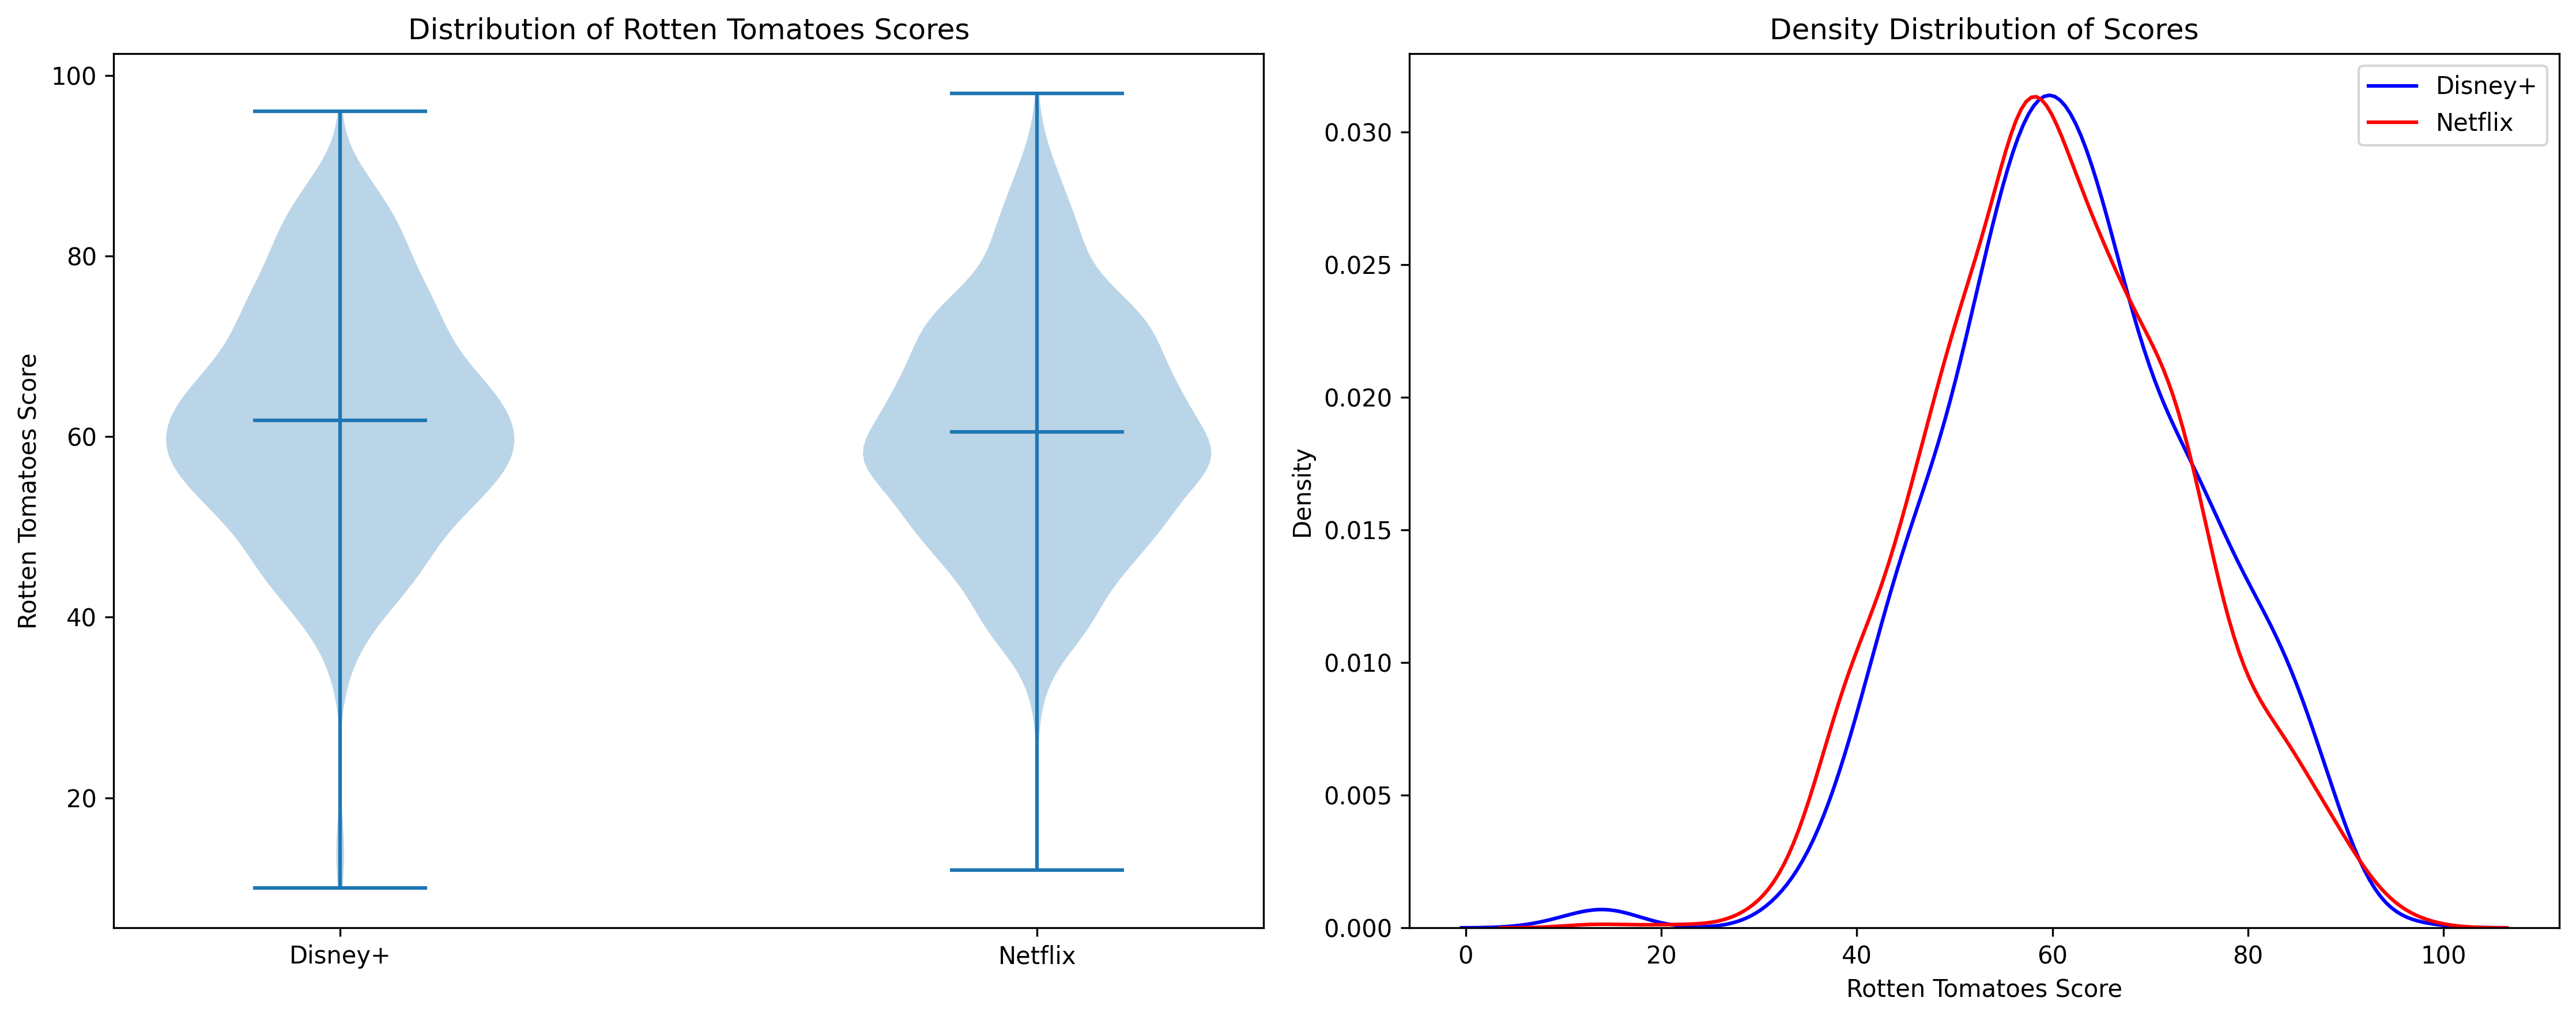 Distribution of Rotten Tomatoes Scores
Rotten Tomatoes Score
100
80
60
40
20
Disney+
Netflix
Density Distribution of Scores
Density
0.030
0.025
0.020
0.015
0.010
0.005
0.000
Disney+
Netflix
0 20 40 60 80 100
Rotten Tomatoes Score